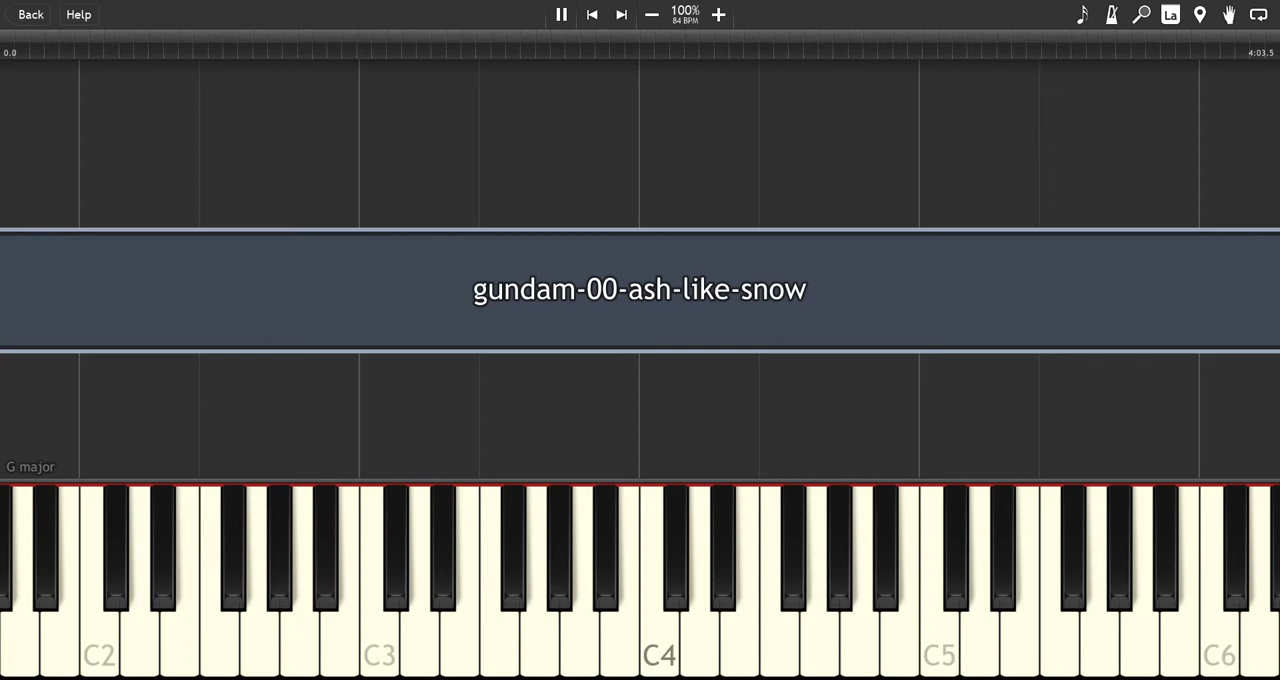 Back Help 100% La
84 BPM
0.0 4:03.5
gundam-00-ash-like-snow
G major
C2 C3 C4 C5 C6